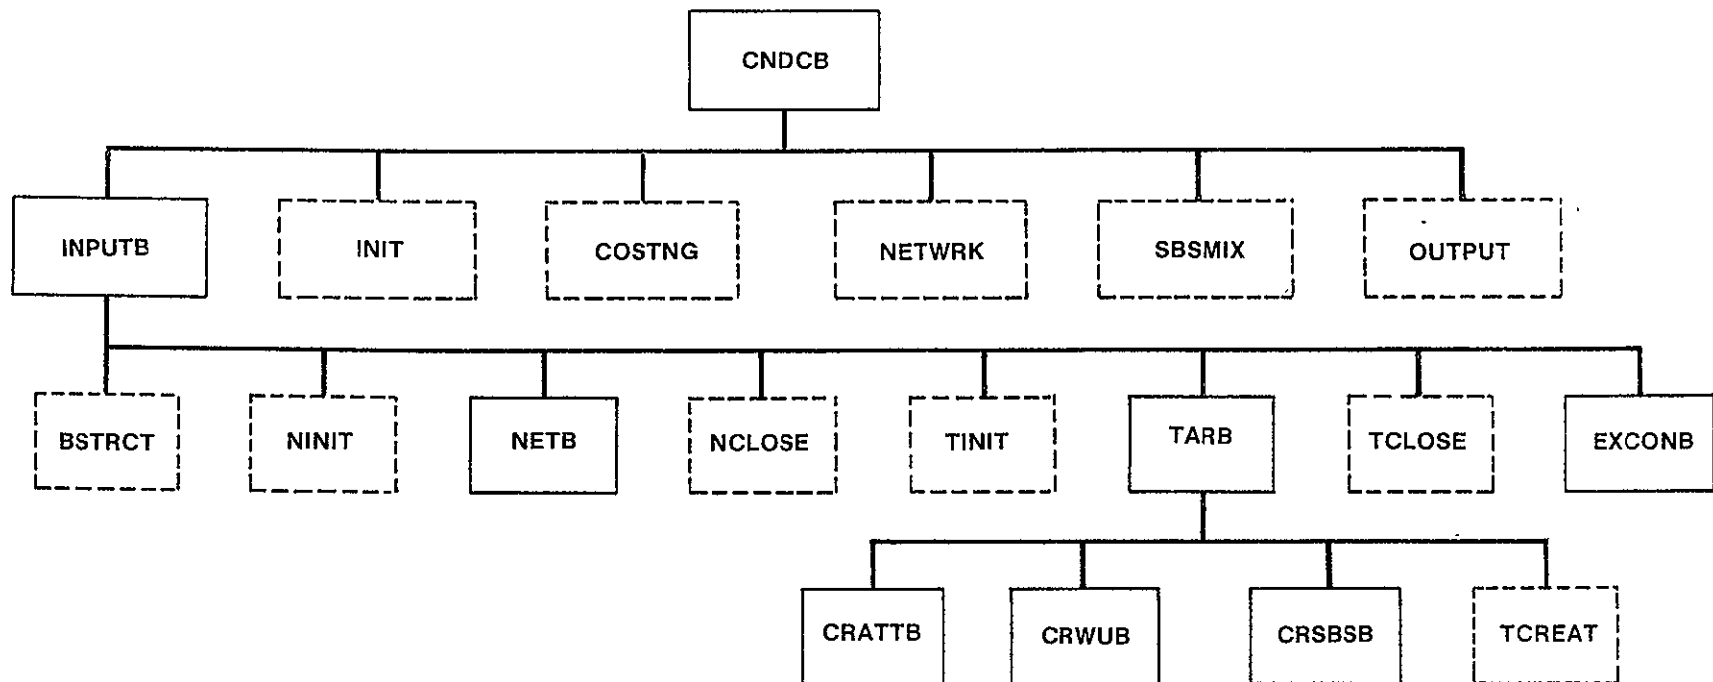 CNDCB
INPUTB
INIT
COSTNG
NETWRK
SBSMIX
OUTPUT
BSTRCT
NINIT
NETB
NCLOSE
TINIT
TARB
TCLOSE
EXCONB
CRATTB
CRWUB
CRSBSB
TCREAT